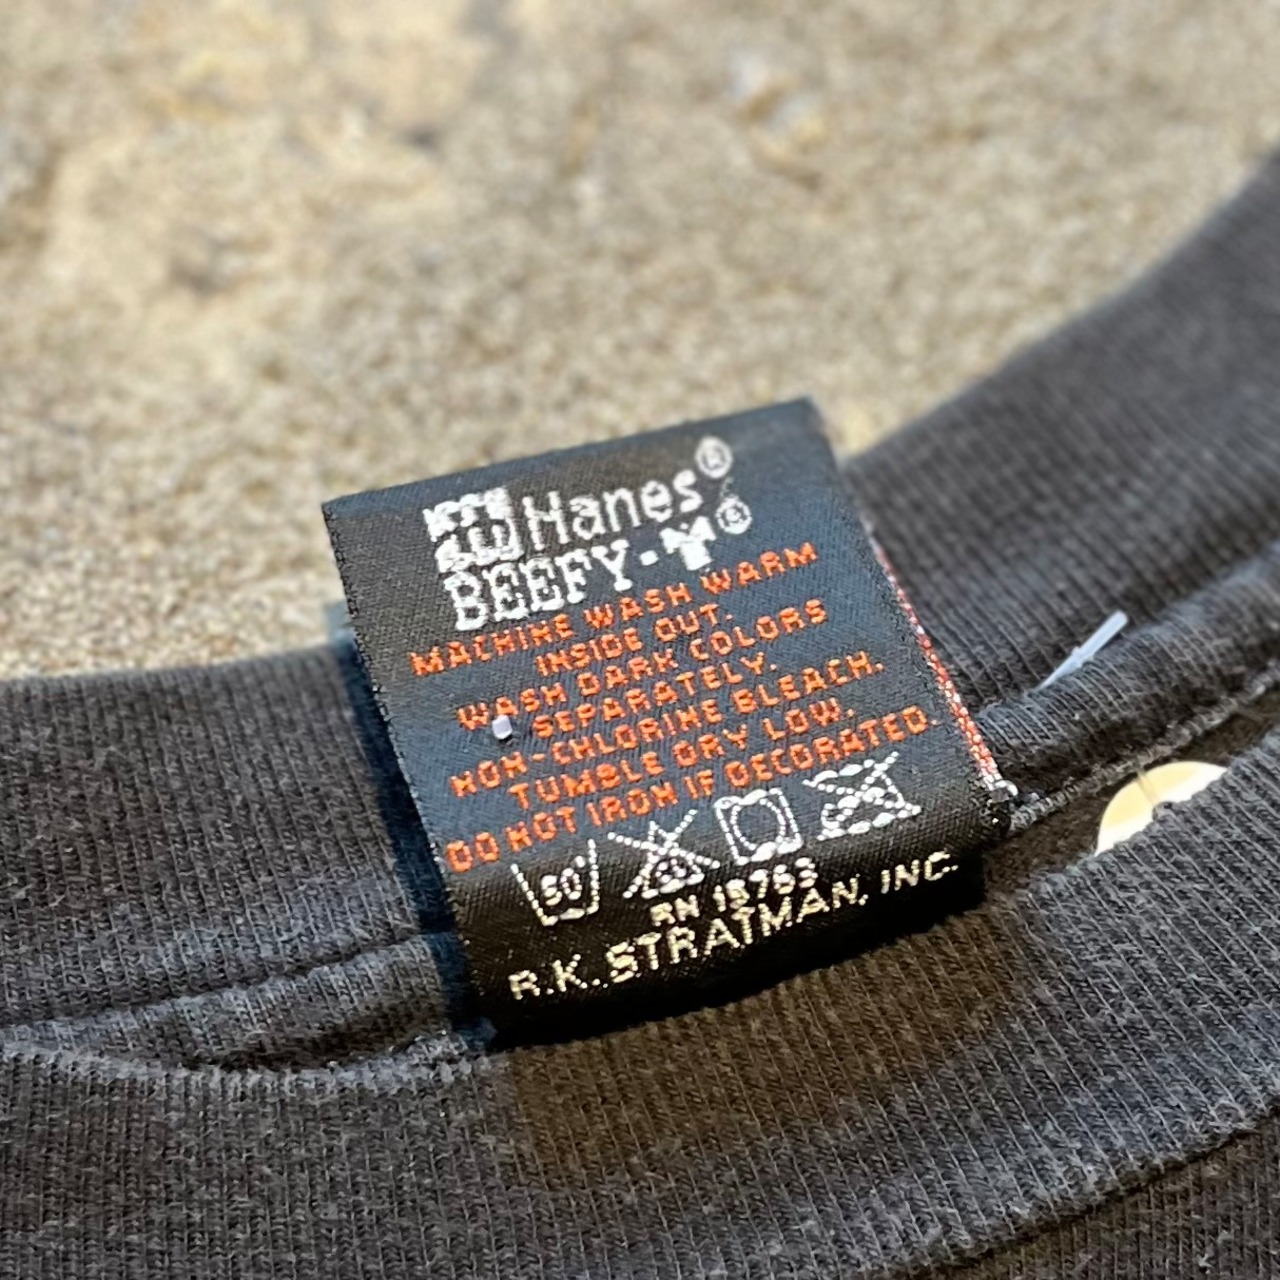 Hanes®
BEEFY-T®
MACHINE WASH WARM
INSIDE OUT.
WASH DARK COLORS
SEPARATELY.
NON-CHLORINE BLEACH.
TUMBLE DRY LOW.
DO NOT IRON IF DECORATED.
50
RN 18763
R.K. STRATMAN, INC.